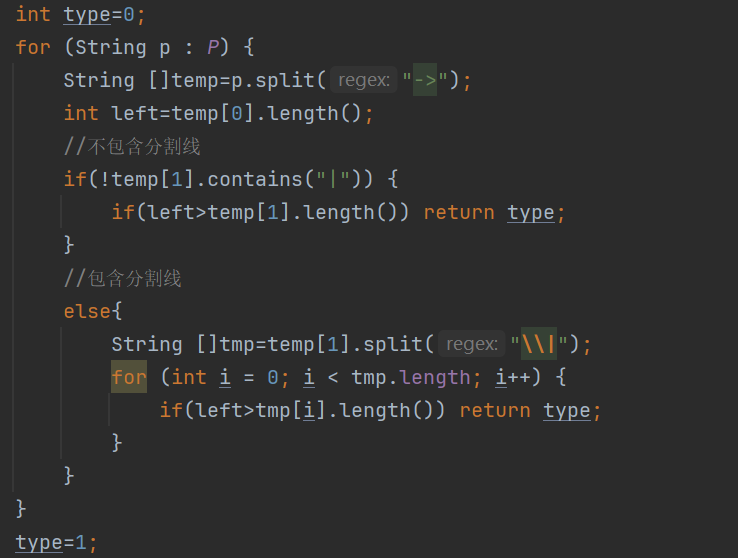 int type=0;
for (String p : P) {
    String []temp=p.split( regex: "->");
    int left=temp[0].length();
    //不包含分割线
    if(!temp[1].contains("|")) {
        if(left>temp[1].length()) return type;
    }
    //包含分割线
    else{
        String []tmp=temp[1].split( regex: "\\|");
        for (int i = 0; i < tmp.length; i++) {
            if(left>tmp[i].length()) return type;
        }
    }
}
type=1;